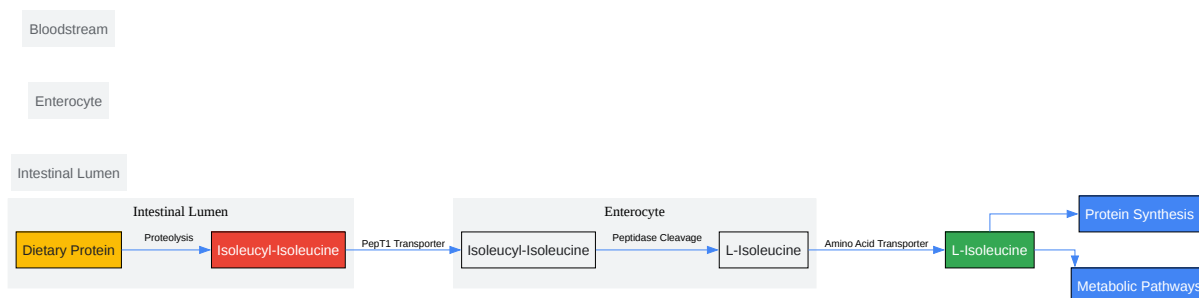 Bloodstream
Enterocyte
Intestinal Lumen
Intestinal Lumen
Enterocyte
Dietary Protein
Proteolysis
Isoleucyl-Isoleucine
PepT1 Transporter
Isoleucyl-Isoleucine
Peptidase Cleavage
L-Isoleucine
Amino Acid Transporter
L-Isoleucine
Protein Synthesis
Metabolic Pathways